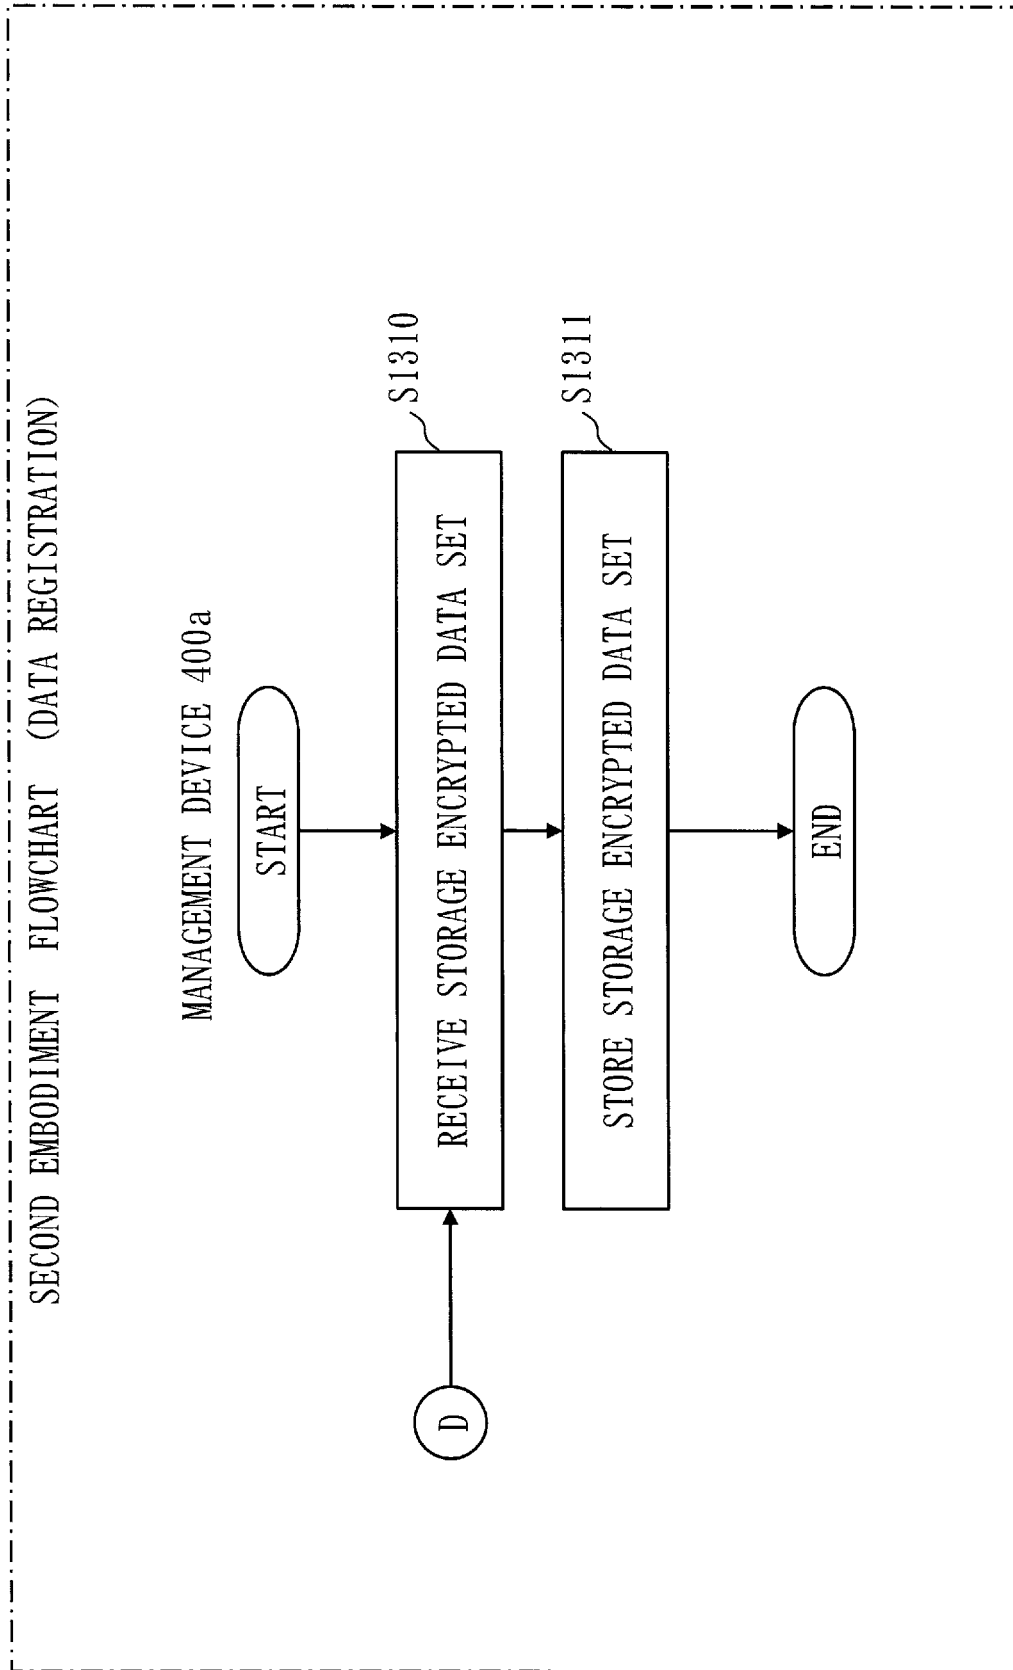 SECOND EMBODIMENT FLOWCHART (DATA REGISTRATION)
MANAGEMENT DEVICE 400a
START
D
RECEIVE STORAGE ENCRYPTED DATA SET
S1310
STORE STORAGE ENCRYPTED DATA SET
S1311
END